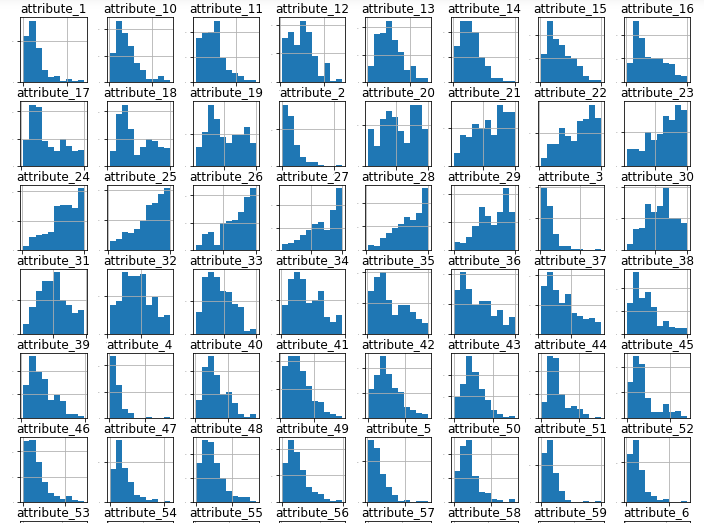 attribute_1 attribute_10 attribute_11 attribute_12 attribute_13 attribute_14 attribute_15 attribute_16
attribute_17 attribute_18 attribute_19 attribute_2 attribute_20 attribute_21 attribute_22 attribute_23
attribute_24 attribute_25 attribute_26 attribute_27 attribute_28 attribute_29 attribute_3 attribute_30
attribute_31 attribute_32 attribute_33 attribute_34 attribute_35 attribute_36 attribute_37 attribute_38
attribute_39 attribute_4 attribute_40 attribute_41 attribute_42 attribute_43 attribute_44 attribute_45
attribute_46 attribute_47 attribute_48 attribute_49 attribute_5 attribute_50 attribute_51 attribute_52
attribute_53 attribute_54 attribute_55 attribute_56 attribute_57 attribute_58 attribute_59 attribute_6